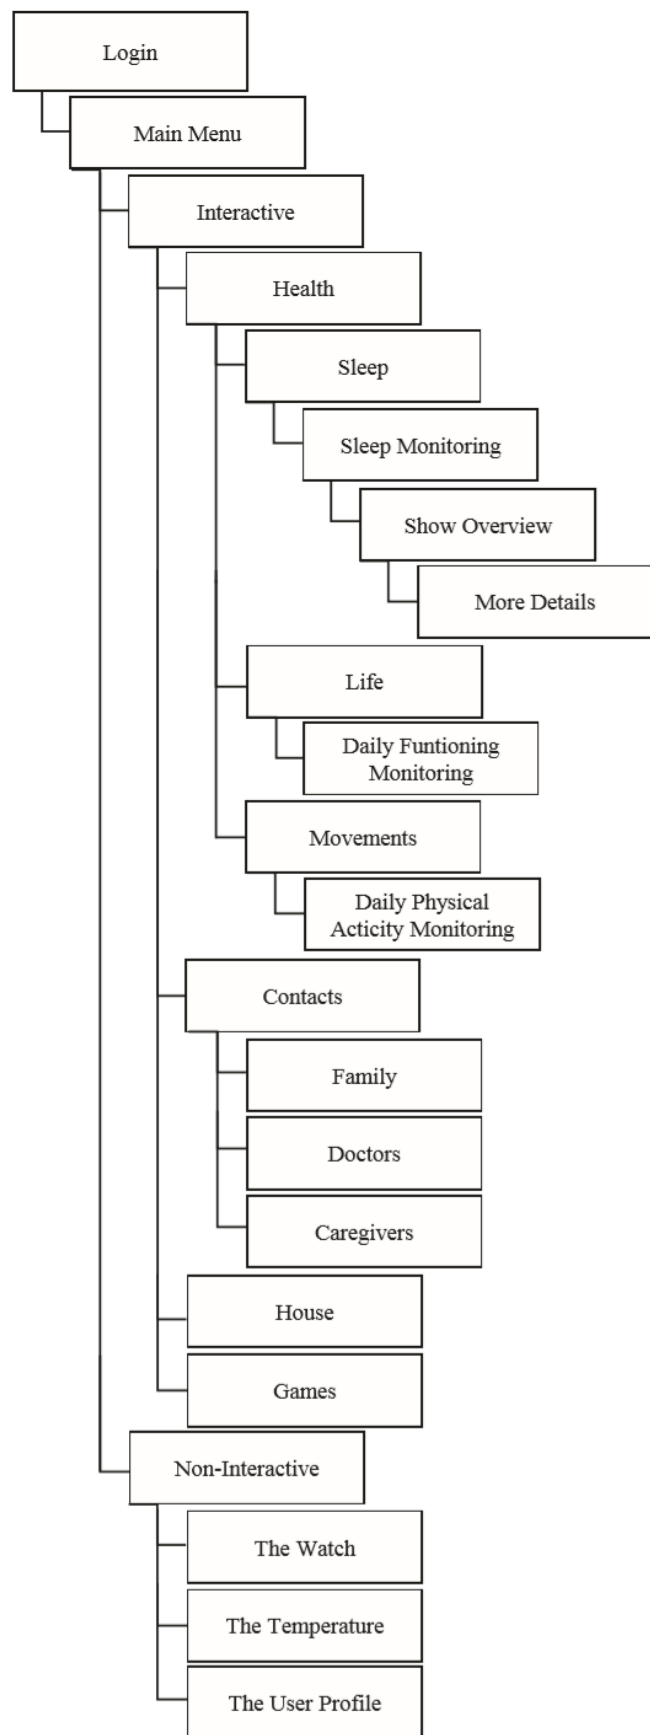 Login
Main Menu
Interactive
Health
Sleep
Sleep Monitoring
Show Overview
More Details
Life
Daily Funtioning
Monitoring
Movements
Daily Physical
Acticity Monitoring
Contacts
Family
Doctors
Caregivers
House
Games
Non-Interactive
The Watch
The Temperature
The User Profile